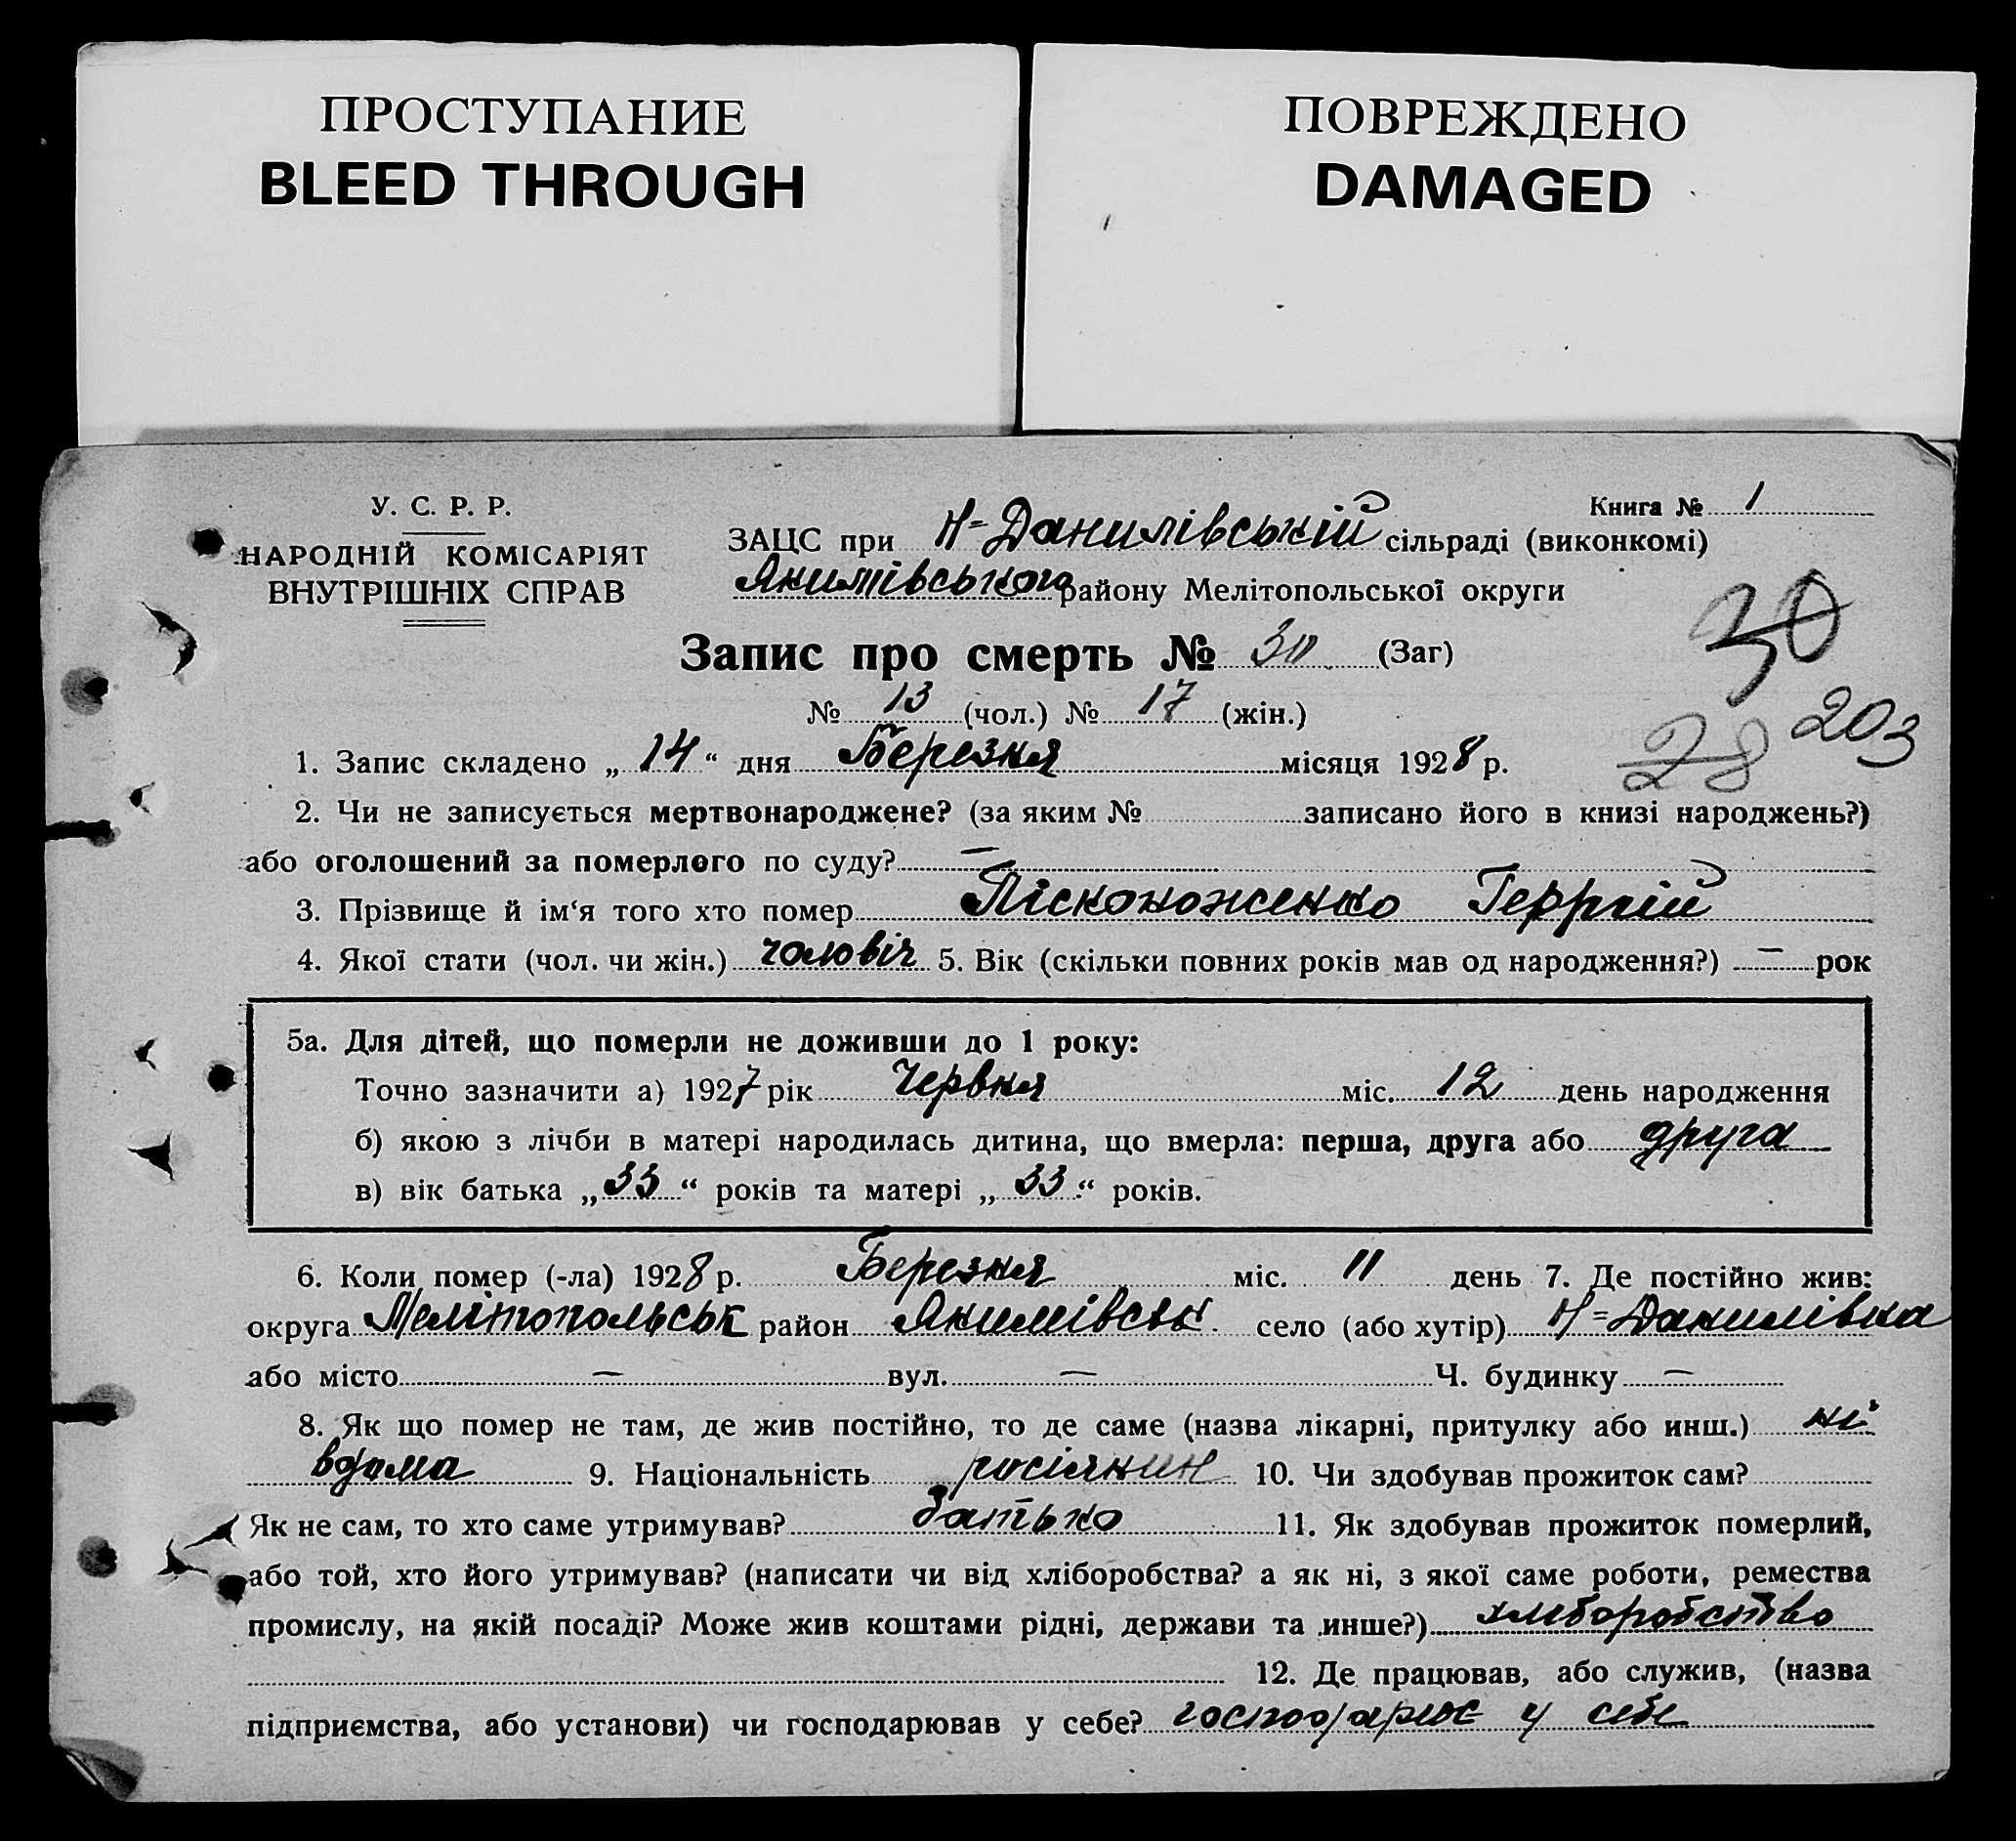 ПРОСТУПАНИЕ
BLEED THROUGH
ПОВРЕЖДЕНО
DAMAGED
У. С. Р. Р.
НАРОДНІЙ КОМІСАРІЯТ
ВНУТРІШНІХ СПРАВ
Книга № 1
ЗАЦС при Н-Данилівській сільраді (виконкомі)
Якимівського району Мелітопольської округи
30
Запис про смерть № 30 (Заг)
№ 13 (чол.) № 17 (жін.)
28 203
1. Запис складено „14“ дня Березня місяця 1928 р.
2. Чи не записується мертвонароджене? (за яким № записано його в книзі народжень?)
або оголошений за померлого по суду? —
3. Прізвище й ім‘я того хто помер Пісконоженко Георгій
4. Якої стати (чол. чи жін.) чоловіч 5. Вік (скільки повних років мав од народження?) — рок
5а. Для дітей, що померли не доживши до 1 року:
Точно зазначити а) 1927 рік Червня міс. 12 день народження
б) якою з лічби в матері народилась дитина, що вмерла: перша, друга або друга
в) вік батька „33“ років та матері „33“ років.
6. Коли помер (-ла) 1928 р. Березня міс. 11 день 7. Де постійно жив:
округа Мелітопольськ район Якимівськ. село (або хутір) Н-Данилівка
або місто — вул. — Ч. будинку —
8. Як що помер не там, де жив постійно, то де саме (назва лікарні, притулку або инш.) ні
вдома 9. Національність росіянин 10. Чи здобував прожиток сам?
Як не сам, то хто саме утримував? батько 11. Як здобував прожиток померлий,
або той, хто його утримував? (написати чи від хліборобства? а як ні, з якої саме роботи, ремества
промислу, на якій посаді? Може жив коштами рідні, держави та инше?) хліборобство
12. Де працював, або служив, (назва
підприємства, або установи) чи господарював у себе? господарює у себе